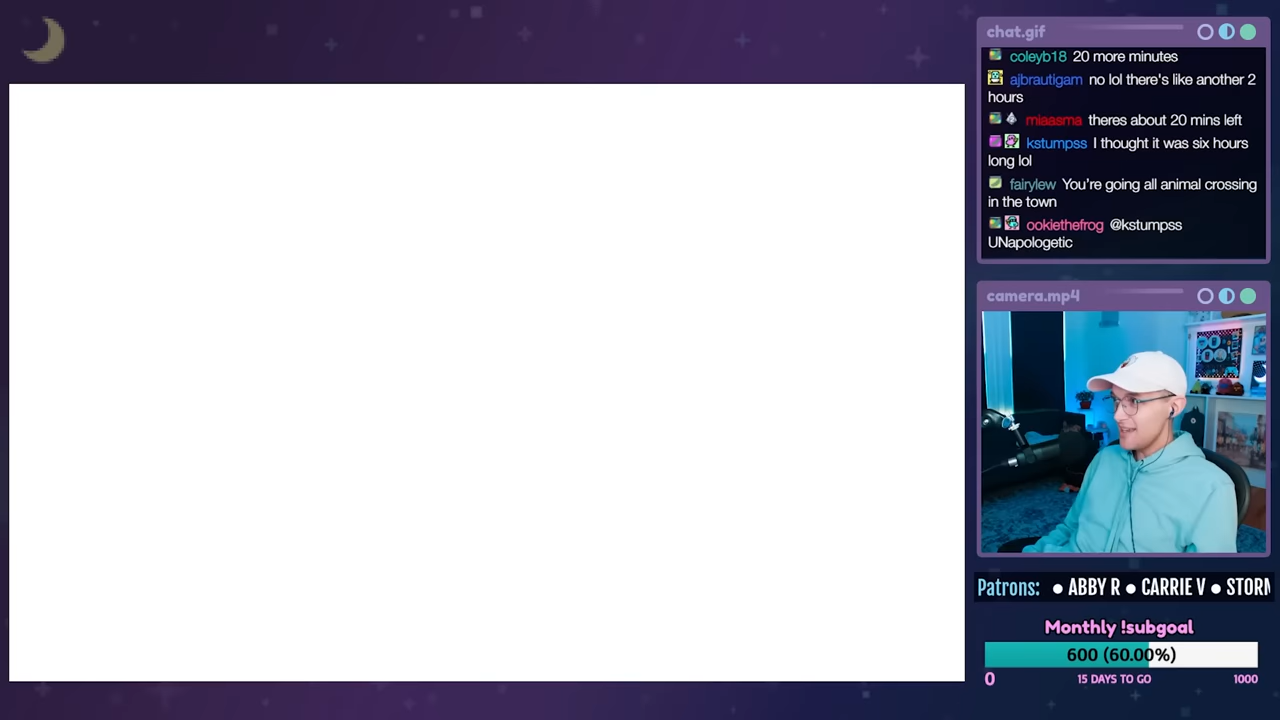 chat.gif
coleyb18 20 more minutes
ajbrautigam no lol there's like another 2
hours
miaasma theres about 20 mins left
kstumpss I thought it was six hours
long lol
fairylew You're going all animal crossing
in the town
ookiethefrog @kstumpss
UNapologetic
camera.mp4
Patrons: ● ABBY R ● CARRIE V ● STORM
Monthly !subgoal
600 (60.00%)
0 15 DAYS TO GO 1000